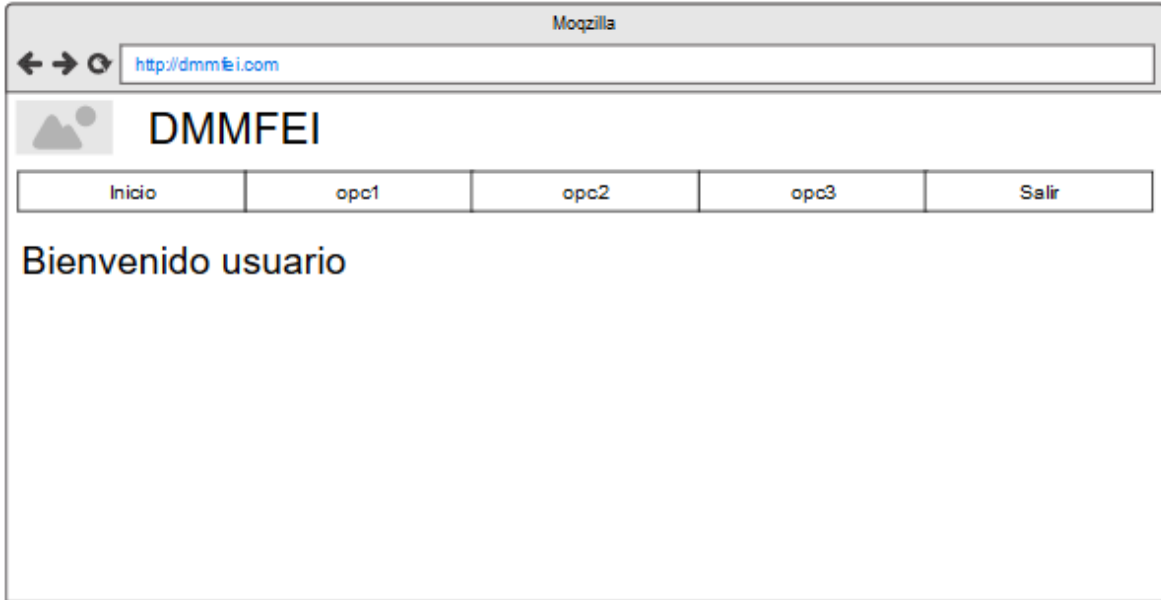 Moqzilla
http://dmmfei.com
DMMFEI
Inicio opc1 opc2 opc3 Salir
Bienvenido usuario